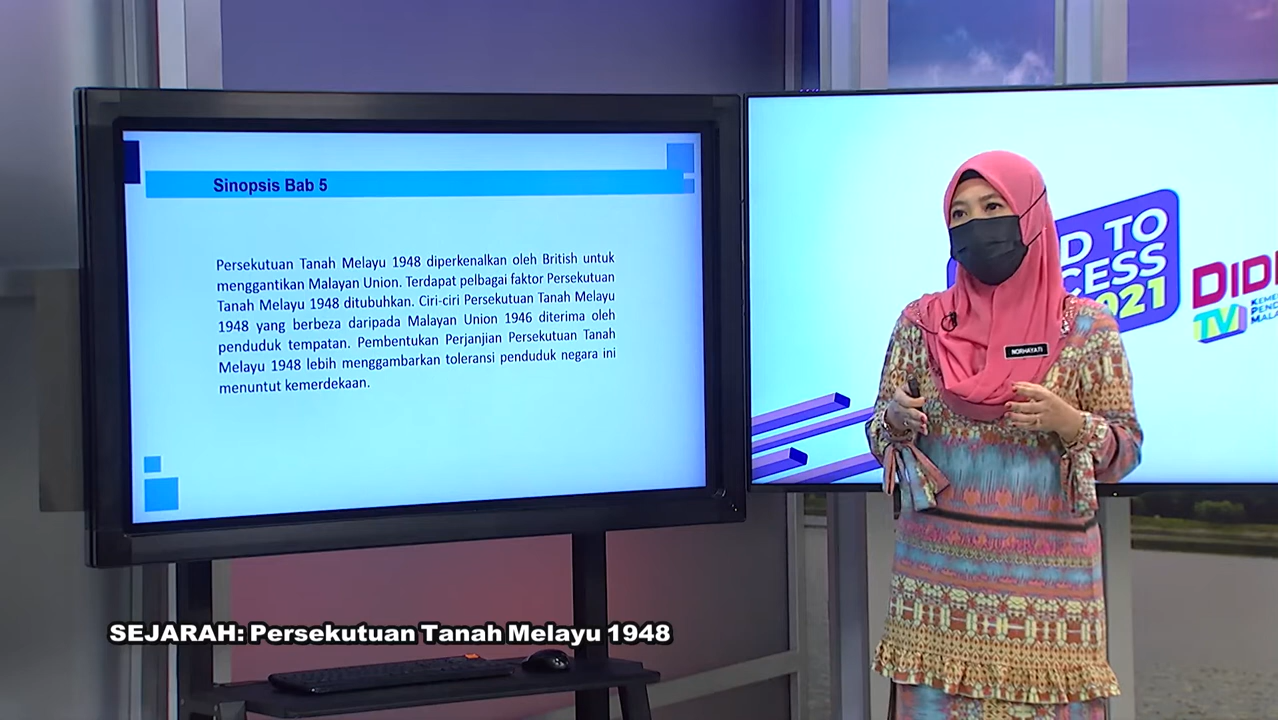 Sinopsis Bab 5
Persekutuan Tanah Melayu 1948 diperkenalkan oleh British untuk
menggantikan Malayan Union. Terdapat pelbagai faktor Persekutuan
Tanah Melayu 1948 ditubuhkan. Ciri-ciri Persekutuan Tanah Melayu
1948 yang berbeza daripada Malayan Union 1946 diterima oleh
penduduk tempatan. Pembentukan Perjanjian Persekutuan Tanah
Melayu 1948 lebih menggambarkan toleransi penduduk negara ini
menuntut kemerdekaan.
D TO
CESS
2021
DIDI
TV
NORHAYATI
SEJARAH: Persekutuan Tanah Melayu 1948